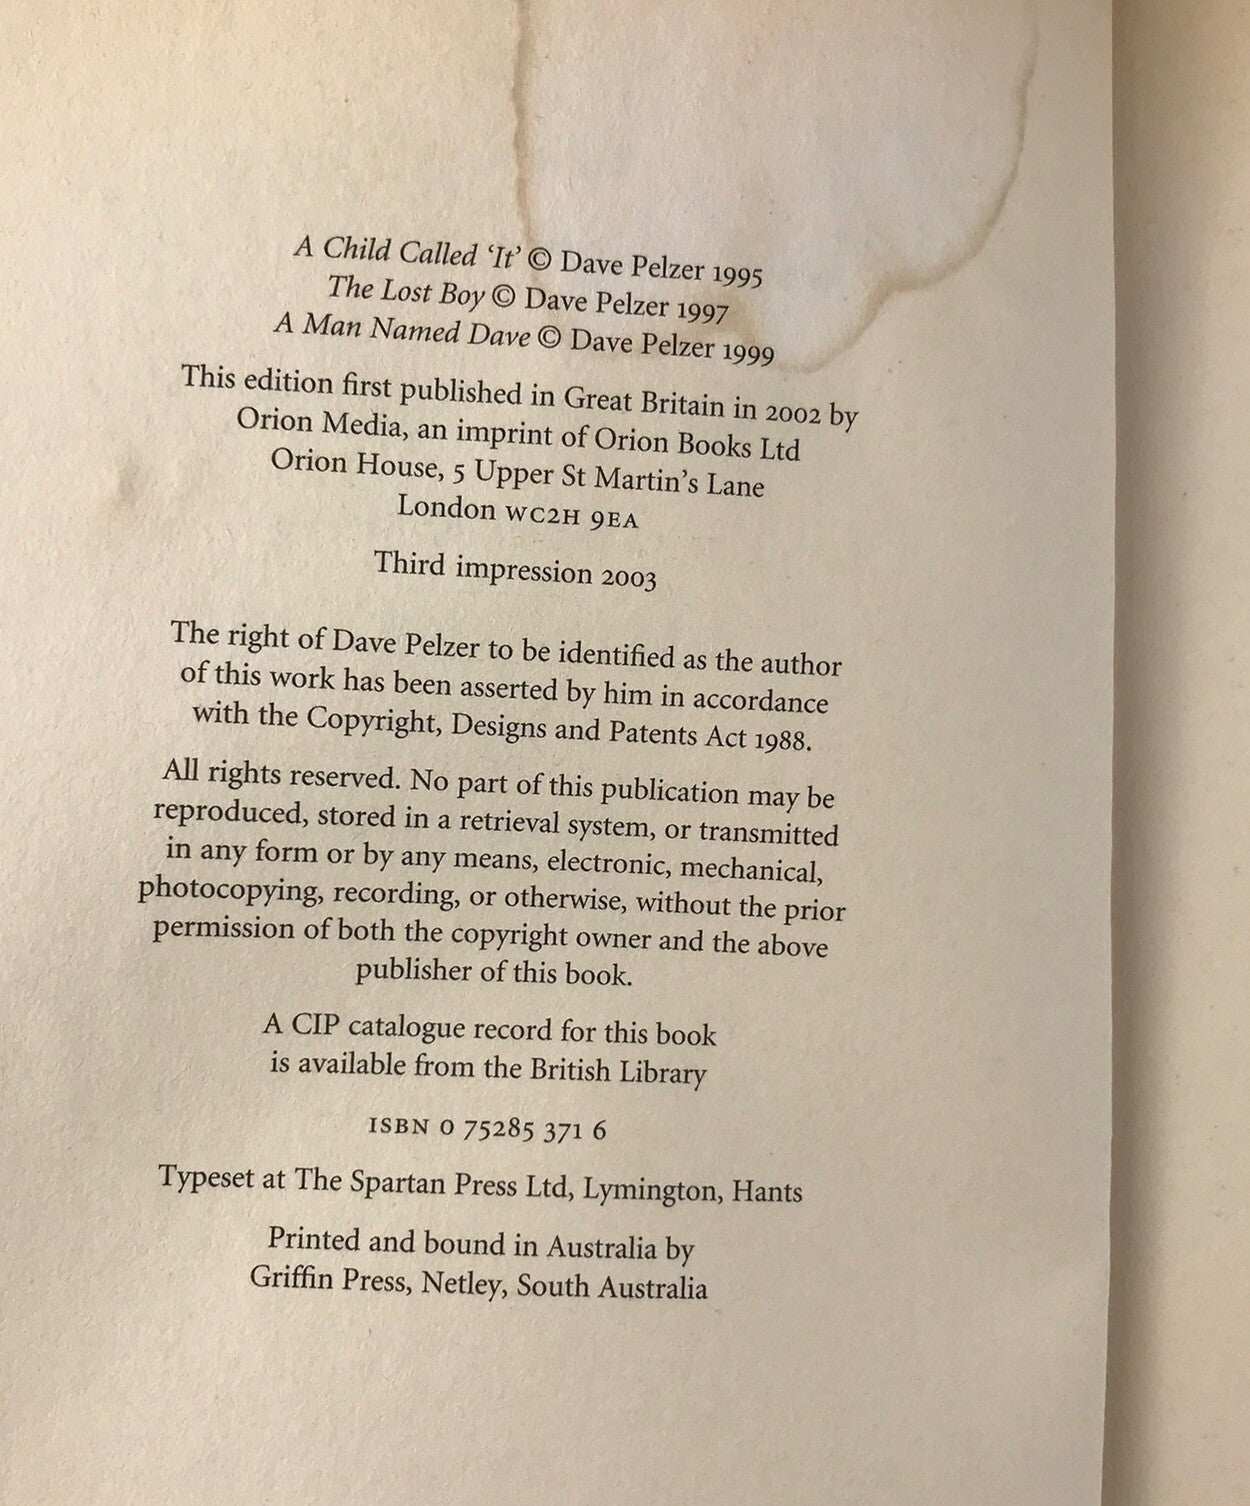 A Child Called ‘It’ © Dave Pelzer 1995
The Lost Boy © Dave Pelzer 1997
A Man Named Dave © Dave Pelzer 1999
This edition first published in Great Britain in 2002 by
Orion Media, an imprint of Orion Books Ltd
Orion House, 5 Upper St Martin’s Lane
London WC2H 9EA
Third impression 2003
The right of Dave Pelzer to be identified as the author
of this work has been asserted by him in accordance
with the Copyright, Designs and Patents Act 1988.
All rights reserved. No part of this publication may be
reproduced, stored in a retrieval system, or transmitted
in any form or by any means, electronic, mechanical,
photocopying, recording, or otherwise, without the prior
permission of both the copyright owner and the above
publisher of this book.
A CIP catalogue record for this book
is available from the British Library
ISBN 0 75285 371 6
Typeset at The Spartan Press Ltd, Lymington, Hants
Printed and bound in Australia by
Griffin Press, Netley, South Australia